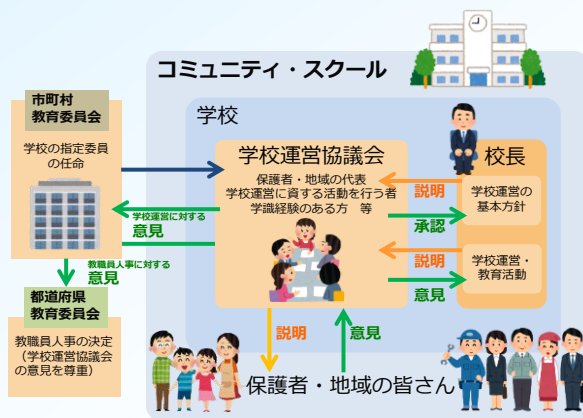 コミュニティ・スクール
市町村
教育委員会
学校の指定委員
の任命
学校
学校運営協議会
保護者・地域の代表
学校運営に資する活動を行う者
学識経験のある方　等
校長
説明
学校運営の
基本方針
承認
説明
学校運営・
教育活動
意見
学校運営に対する
意見
教職員人事に対する
意見
都道府県
教育委員会
教職員人事の決定
（学校運営協議会
の意見を尊重）
説明
意見
保護者・地域の皆さん